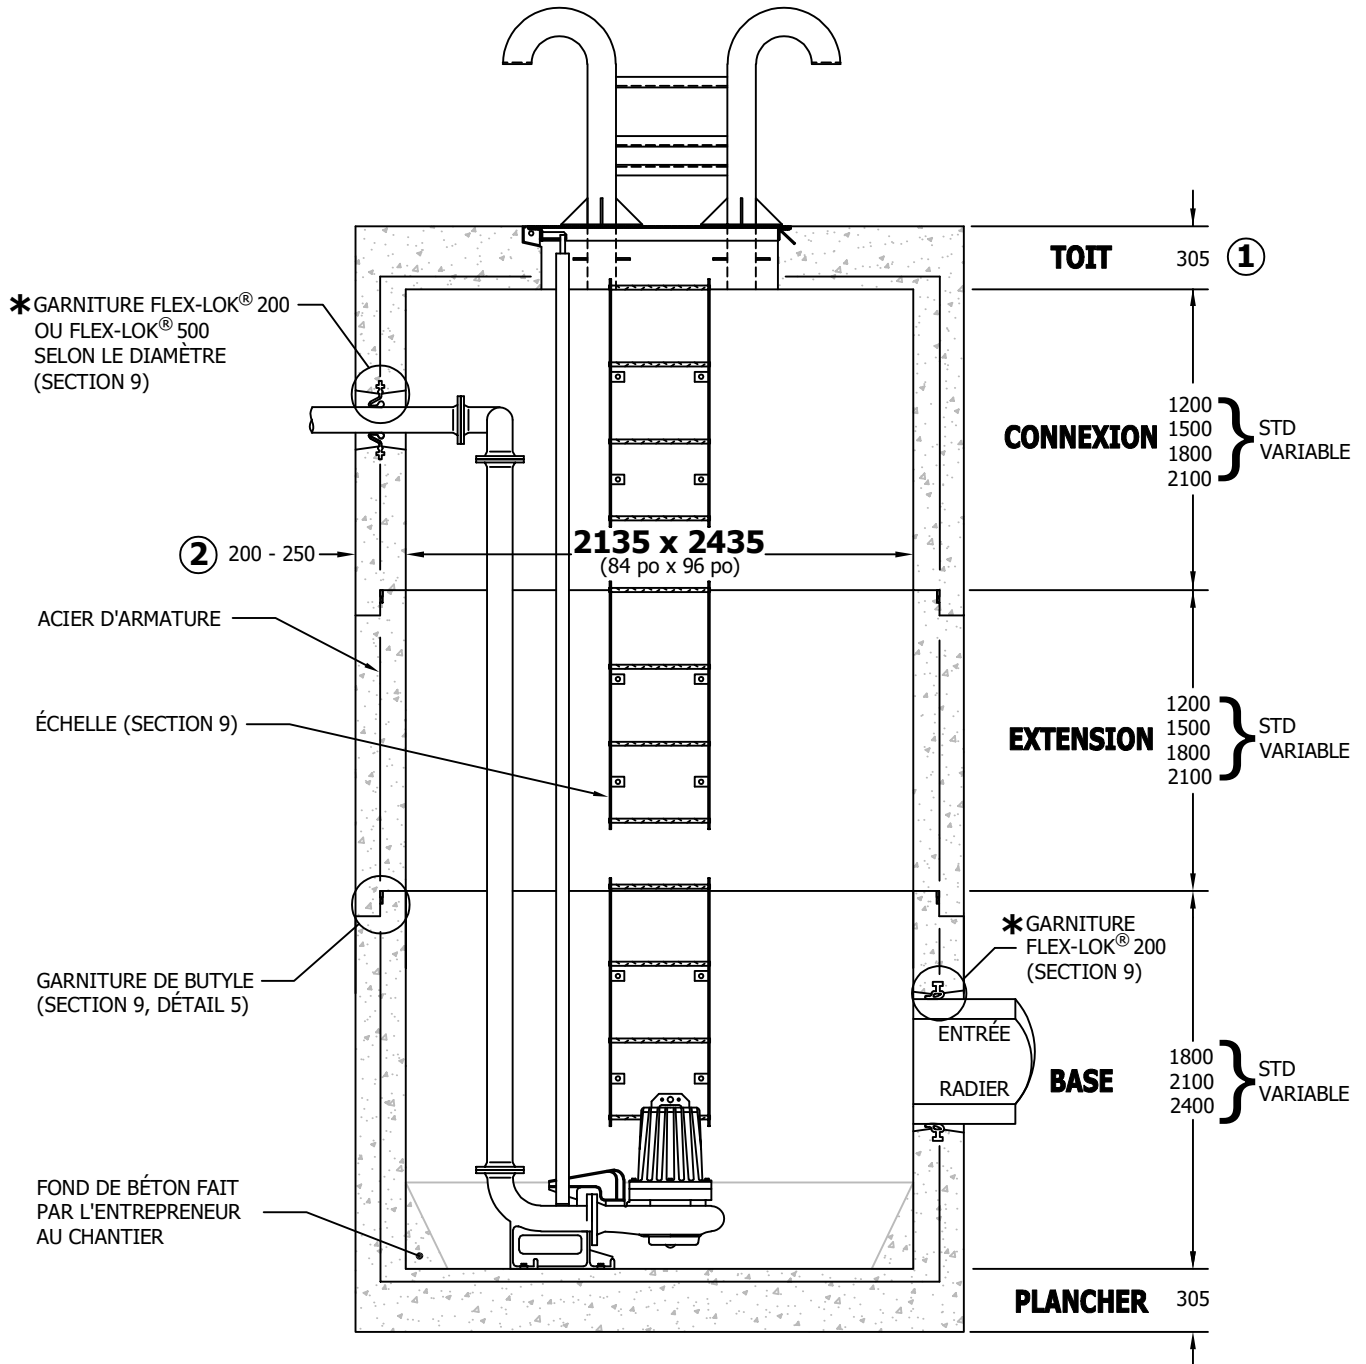 TOIT
305
1
*GARNITURE FLEX-LOK® 200
OU FLEX-LOK® 500
SELON LE DIAMÈTRE
(SECTION 9)
CONNEXION
1200
1500
1800
2100
STD
VARIABLE
2
200 - 250
2135 x 2435
(84 po x 96 po)
ACIER D'ARMATURE
ÉCHELLE (SECTION 9)
EXTENSION
1200
1500
1800
2100
STD
VARIABLE
GARNITURE DE BUTYLE
(SECTION 9, DÉTAIL 5)
*GARNITURE
FLEX-LOK® 200
(SECTION 9)
ENTRÉE
RADIER
BASE
1800
2100
2400
STD
VARIABLE
FOND DE BÉTON FAIT
PAR L'ENTREPRENEUR
AU CHANTIER
PLANCHER
305